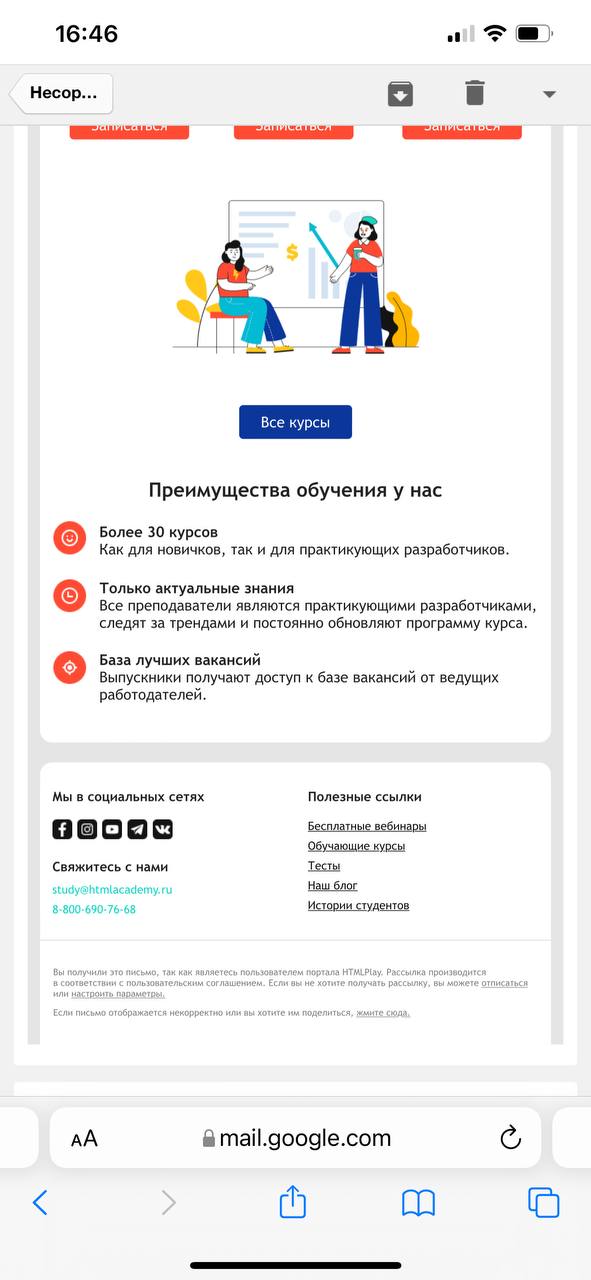 16:46
Несор...
Записаться Записаться Записаться
$
Все курсы
Преимущества обучения у нас
Более 30 курсов
Как для новичков, так и для практикующих разработчиков.
Только актуальные знания
Все преподаватели являются практикующими разработчиками,
следят за трендами и постоянно обновляют программу курса.
База лучших вакансий
Выпускники получают доступ к базе вакансий от ведущих
работодателей.
Мы в социальных сетях
Свяжитесь с нами
study@htmlacademy.ru
8-800-690-76-68
Полезные ссылки
Бесплатные вебинары
Обучающие курсы
Тесты
Наш блог
Истории студентов
Вы получили это письмо, так как являетесь пользователем портала HTMLPlay. Рассылка производится
в соответствии с пользовательским соглашением. Если вы не хотите получать рассылку, вы можете отписаться
или настроить параметры.
Если письмо отображается некорректно или вы хотите им поделиться, жмите сюда.
AA mail.google.com